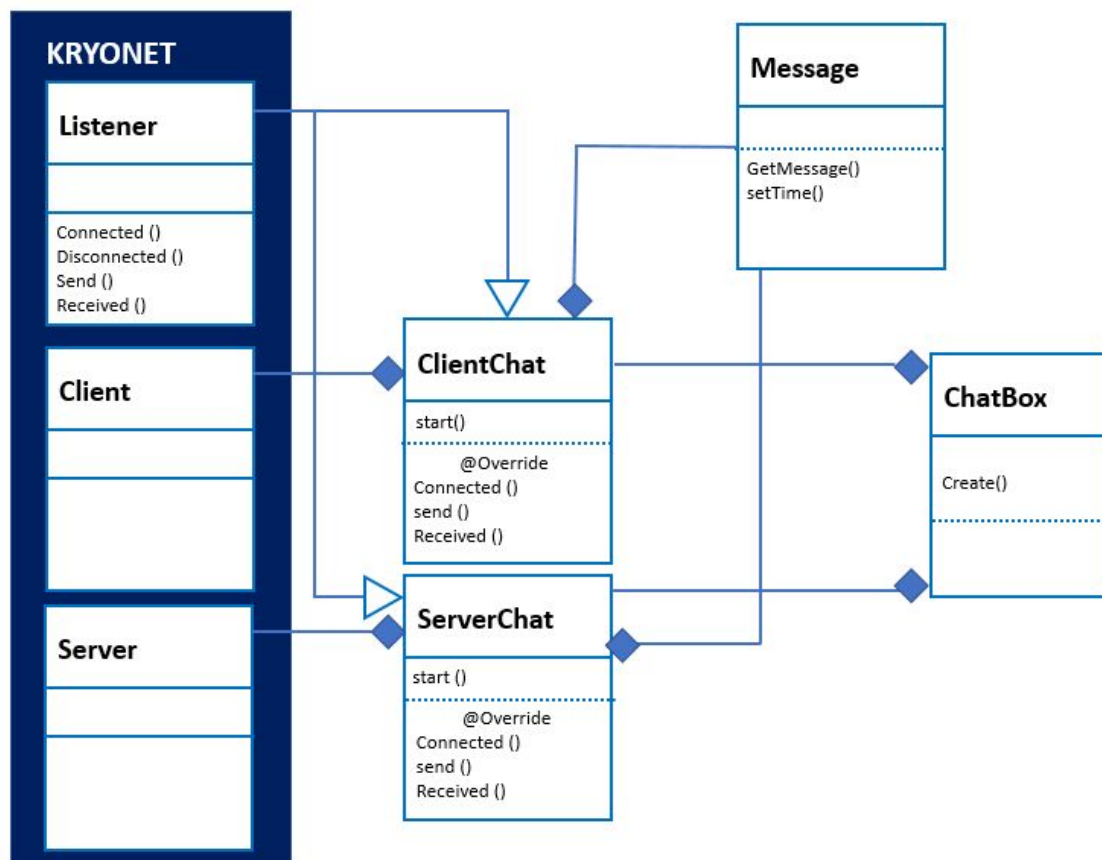 KRYONET
Listener
Connected ()
Disconnected ()
Send ()
Received ()
Client
Server
Message
GetMessage()
setTime()
ClientChat
start()
@Override
Connected ()
send ()
Received ()
ServerChat
start ()
@Override
Connected ()
send ()
Received ()
ChatBox
Create()